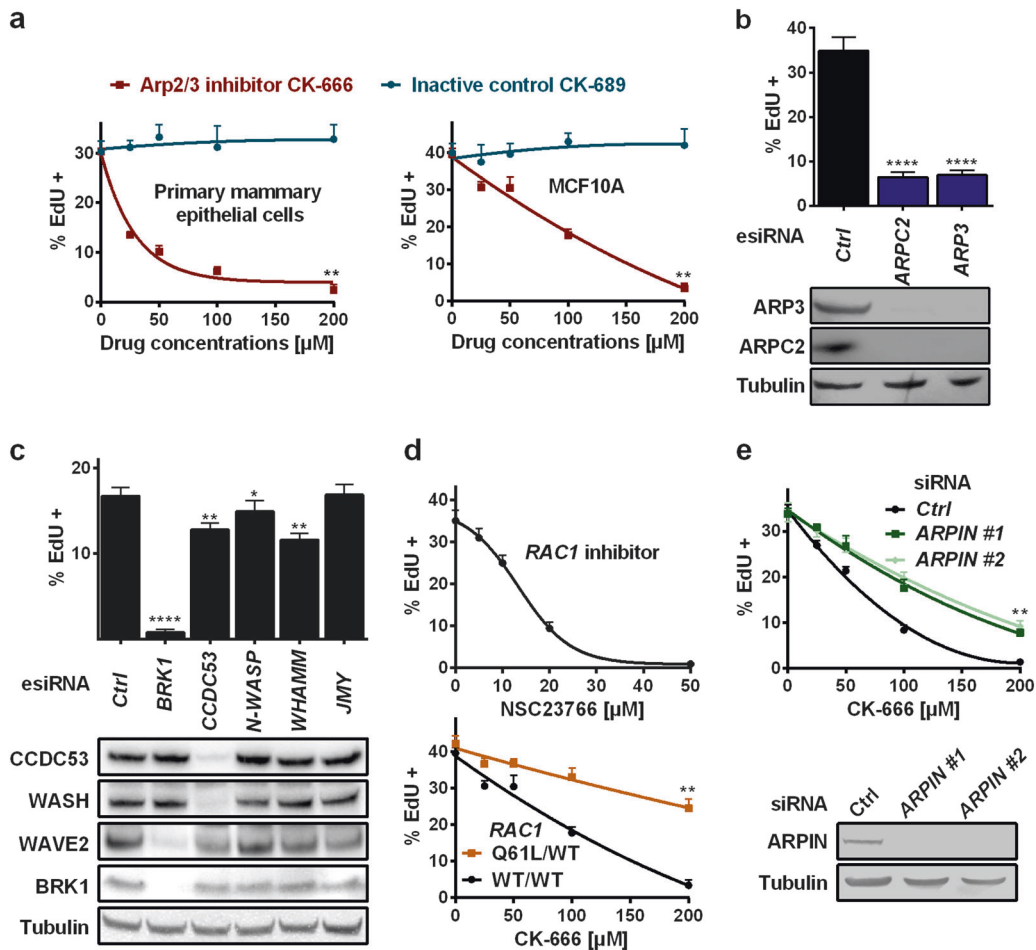 a
Arp2/3 inhibitor CK-666
Inactive control CK-689
% EdU +
30
20
10
0
Primary mammary
epithelial cells
**
0 50 100 150 200
Drug concentrations [µM]
% EdU +
40
30
20
10
0
MCF10A
**
0 50 100 150 200
Drug concentrations [µM]
b
% EdU +
40
30
20
10
0
**** ****
esiRNA Ctrl ARPC2 ARP3
ARP3
ARPC2
Tubulin
c
% EdU +
20
10
0
**** ** * **
esiRNA Ctrl BRK1 CCDC53 N-WASP WHAMM JMY
CCDC53
WASH
WAVE2
BRK1
Tubulin
d
% EdU +
40
30
20
10
0
RAC1 inhibitor
0 10 20 30 40 50
NSC23766 [µM]
% EdU +
40
30
20
10
0
**
RAC1
Q61L/WT
WT/WT
0 50 100 150 200
CK-666 [µM]
e
siRNA
Ctrl
ARPIN #1
ARPIN #2
% EdU +
30
20
10
0
**
0 50 100 150 200
CK-666 [µM]
siRNA Ctrl ARPIN #1 ARPIN #2
ARPIN
Tubulin